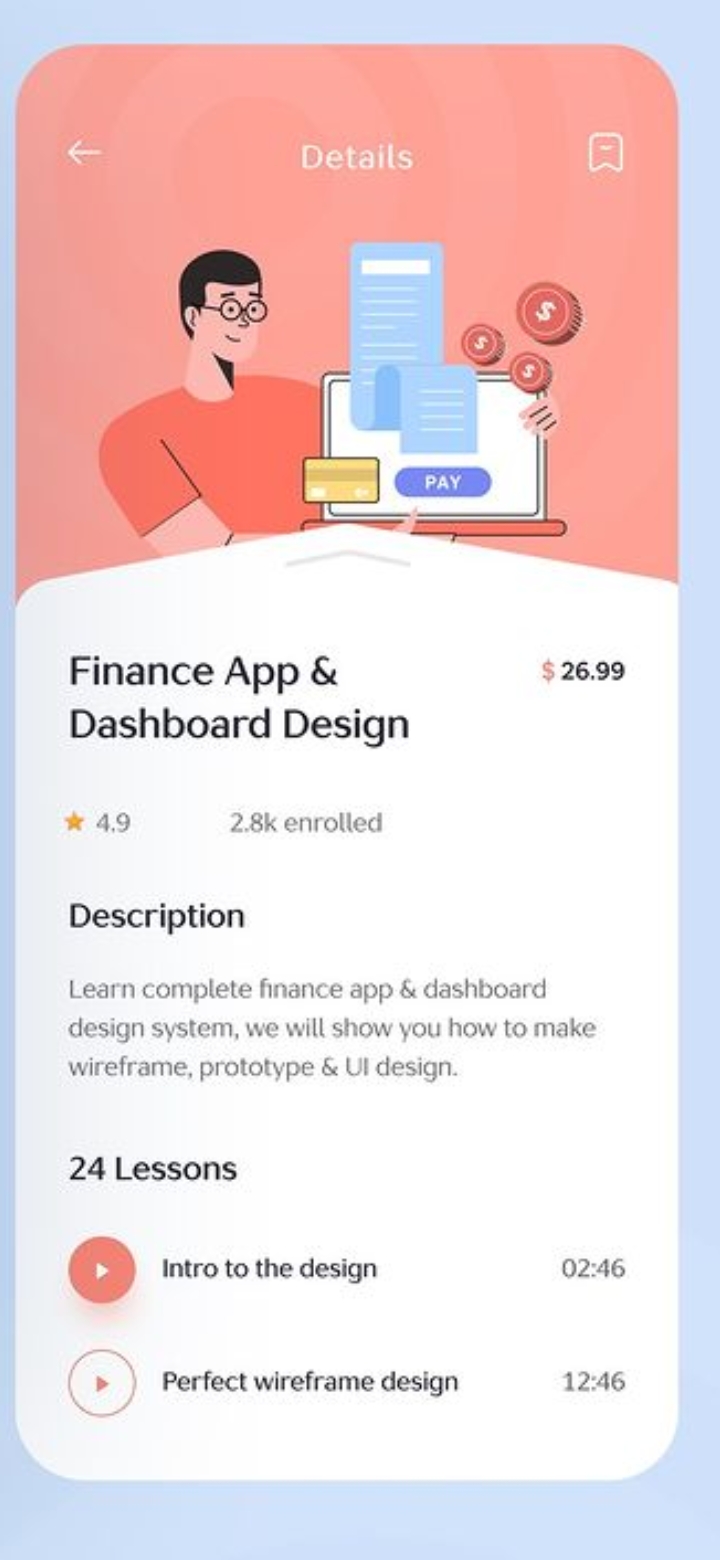 Details
$
$
$
PAY
Finance App &
Dashboard Design
$ 26.99
4.9
2.8k enrolled
Description
Learn complete finance app & dashboard
design system, we will show you how to make
wireframe, prototype & UI design.
24 Lessons
Intro to the design
02:46
Perfect wireframe design
12:46